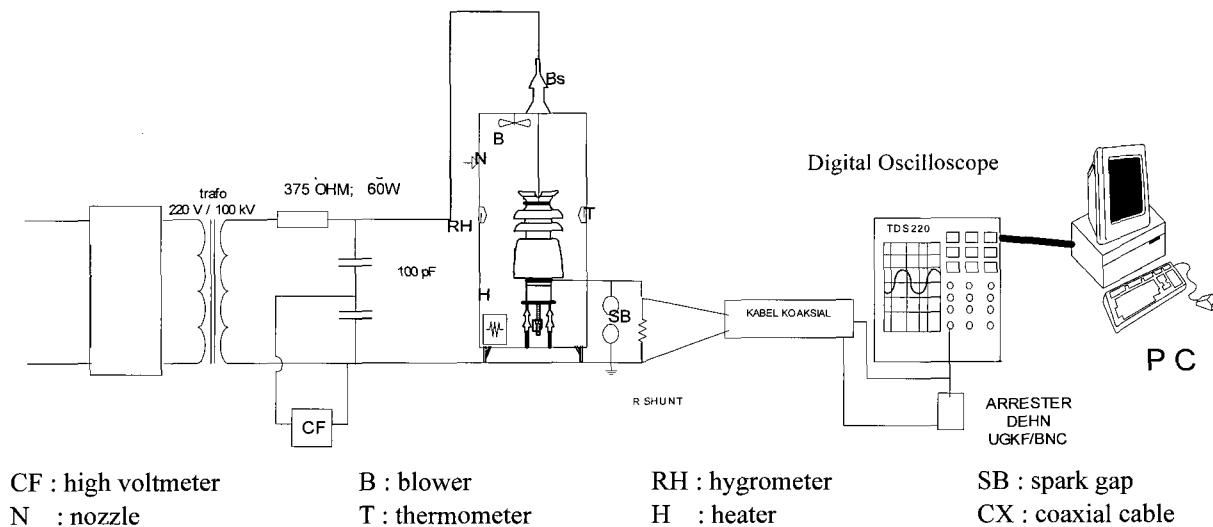 Bs
B
N
Digital Oscilloscope
375 OHM; 60W
trafo
220 V / 100 kV
RH
T
TDS220
100 pF
H
SB
KABEL KOAKSIAL
P C
R SHUNT
CF
ARRESTER
DEHN
UGKF/BNC
CF : high voltmeter
B : blower
RH : hygrometer
SB : spark gap
N : nozzle
T : thermometer
H : heater
CX : coaxial cable